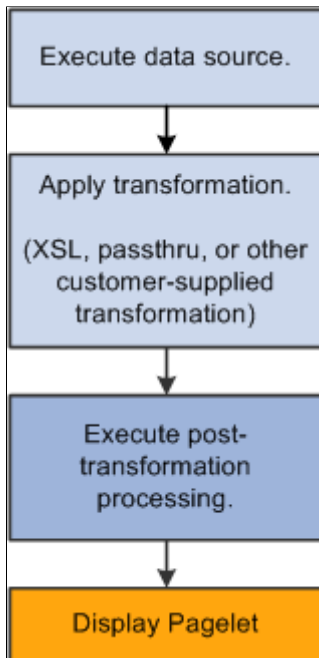 Execute data source.
Apply transformation.
(XSL, passthru, or other
customer-supplied
transformation)
Execute post-
transformation
processing.
Display Pagelet